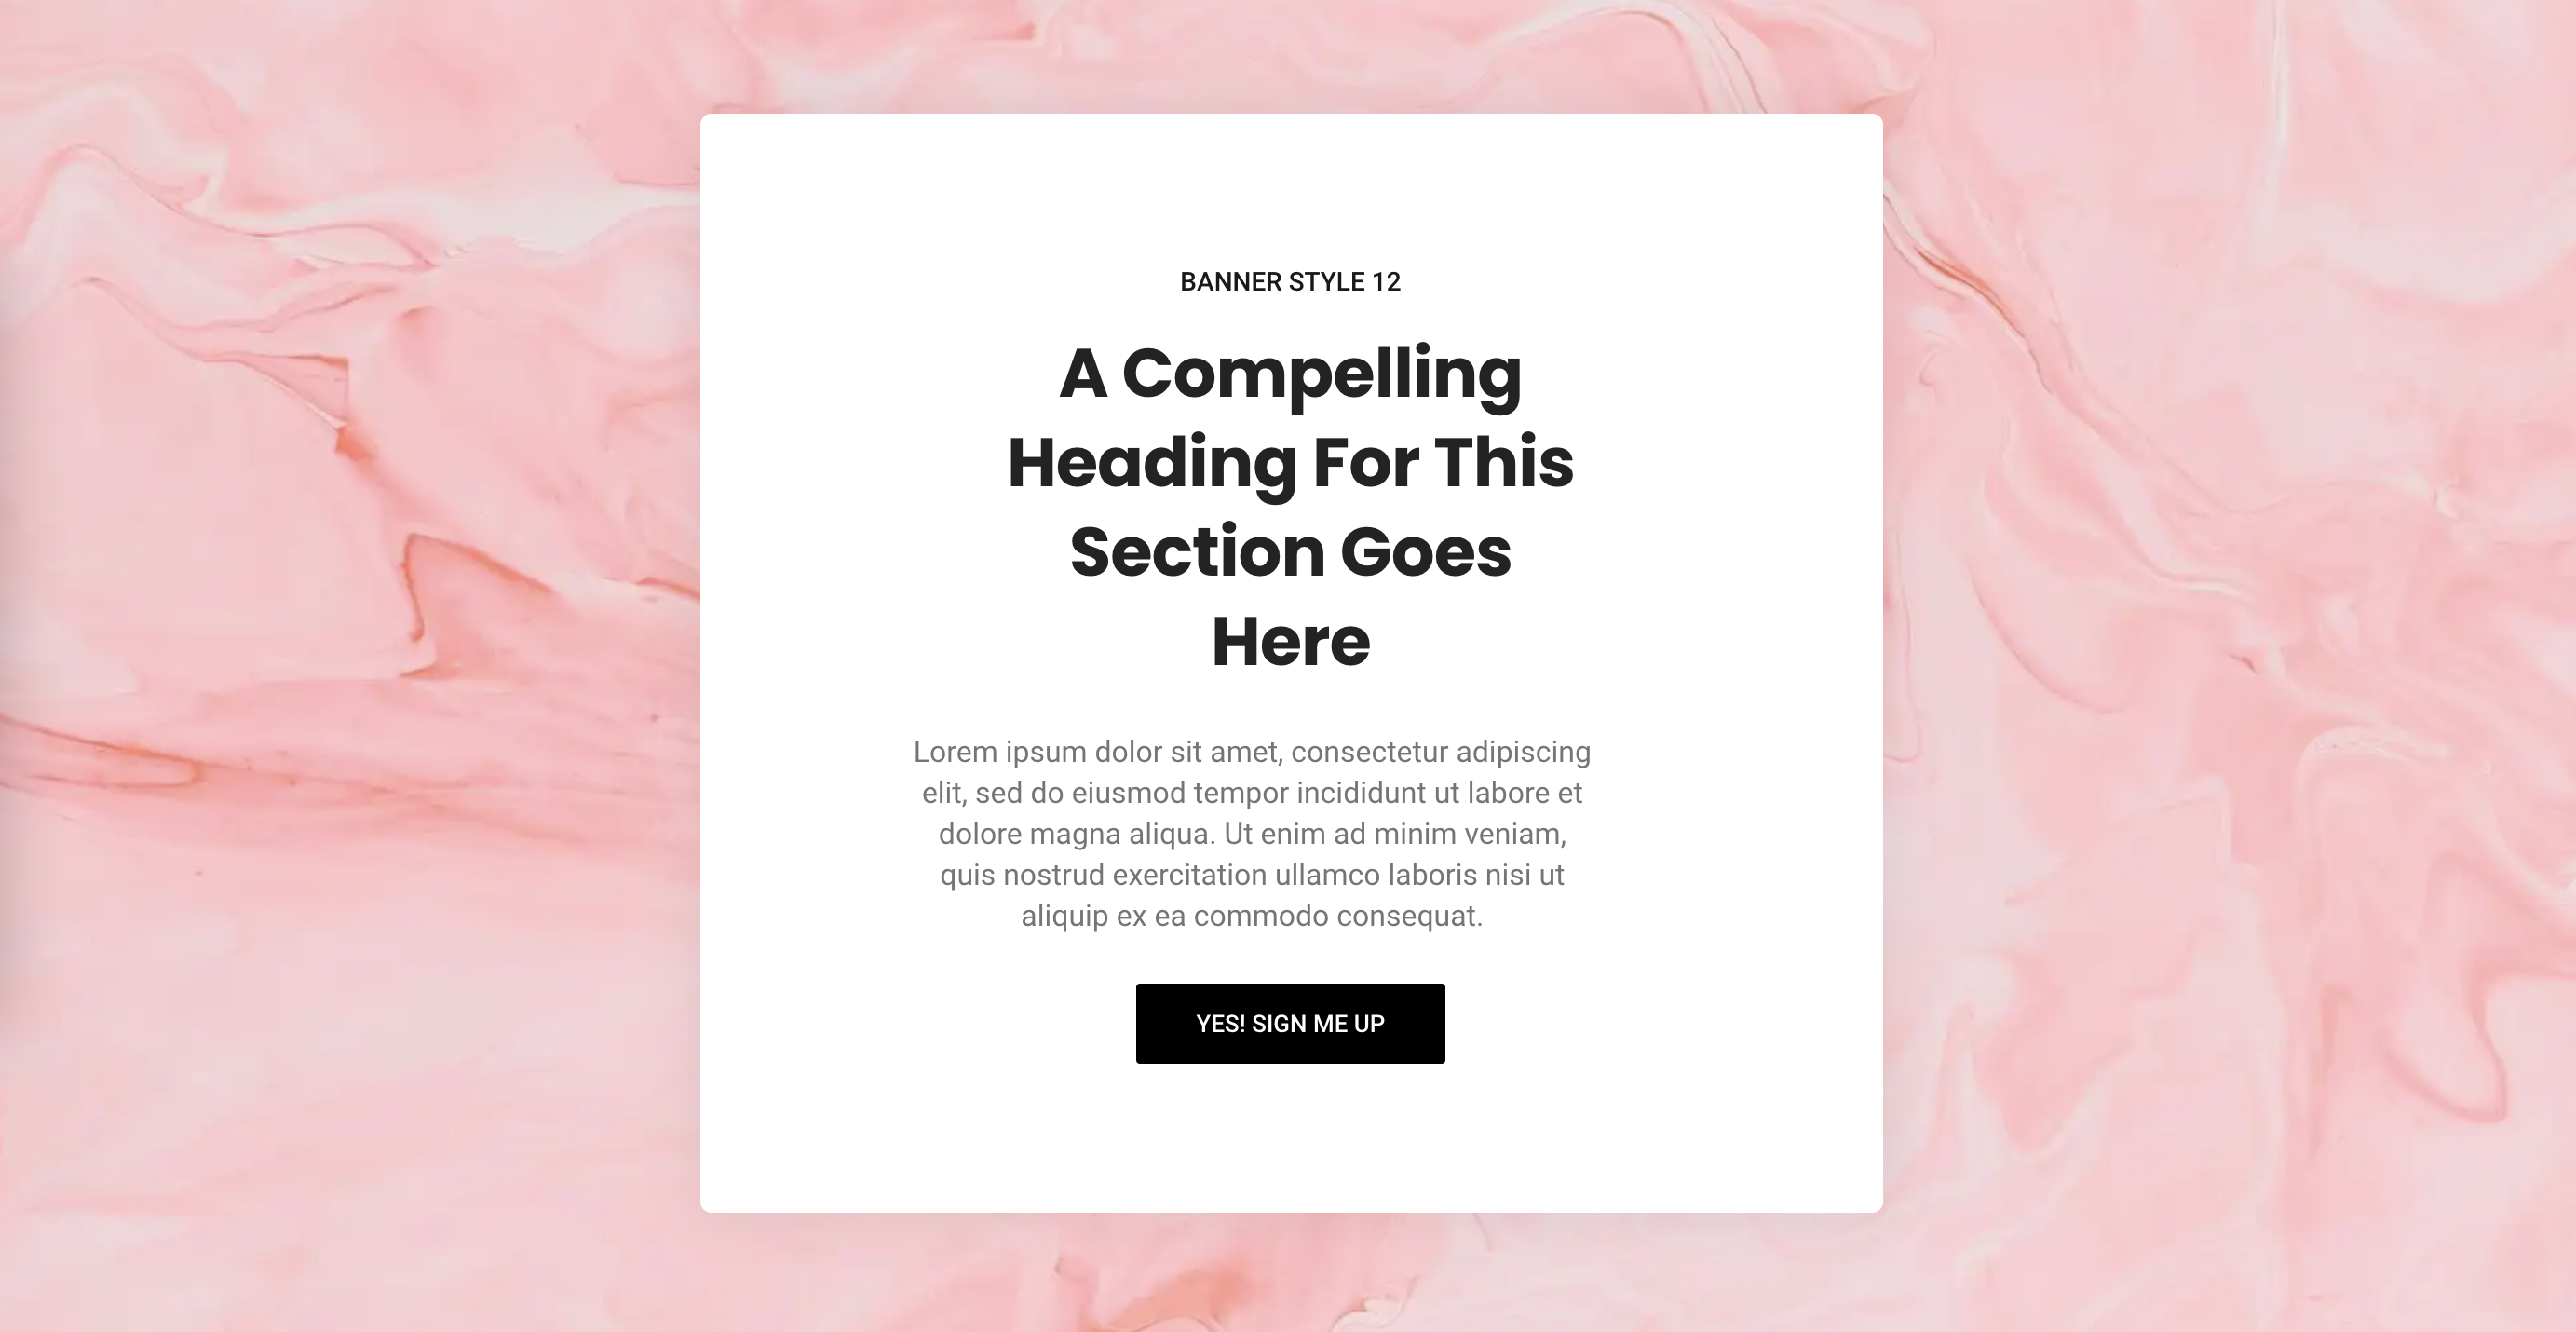 BANNER STYLE 12
A Compelling
Heading For This
Section Goes
Here
Lorem ipsum dolor sit amet, consectetur adipiscing
elit, sed do eiusmod tempor incididunt ut labore et
dolore magna aliqua. Ut enim ad minim veniam,
quis nostrud exercitation ullamco laboris nisi ut
aliquip ex ea commodo consequat.
YES! SIGN ME UP